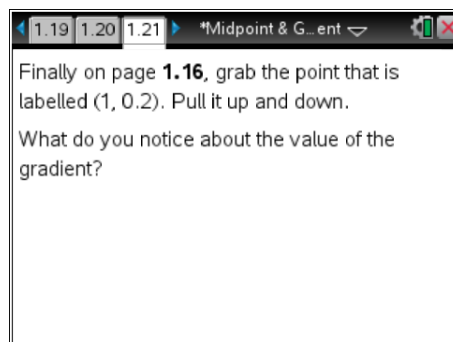 1.19 1.20 1.21 *Midpoint & G...ent
Finally on page 1.16, grab the point that is
labelled (1, 0.2). Pull it up and down.
What do you notice about the value of the
gradient?